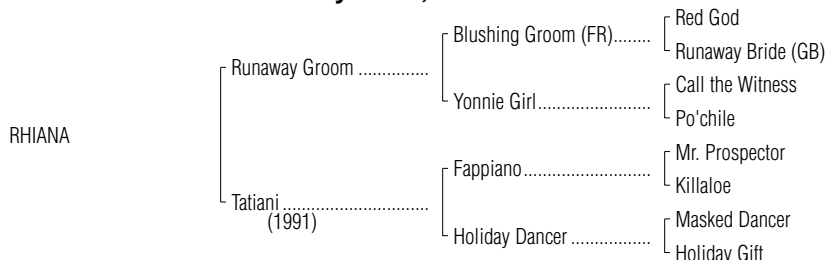 Red God
Blushing Groom (FR)........
Runaway Bride (GB)
Runaway Groom ...............
Call the Witness
Yonnie Girl.........................
Po'chile
RHIANA
Mr. Prospector
Fappiano............................
Killaloe
Tatiani ................................
(1991)
Masked Dancer
Holiday Dancer ..................
Holiday Gift